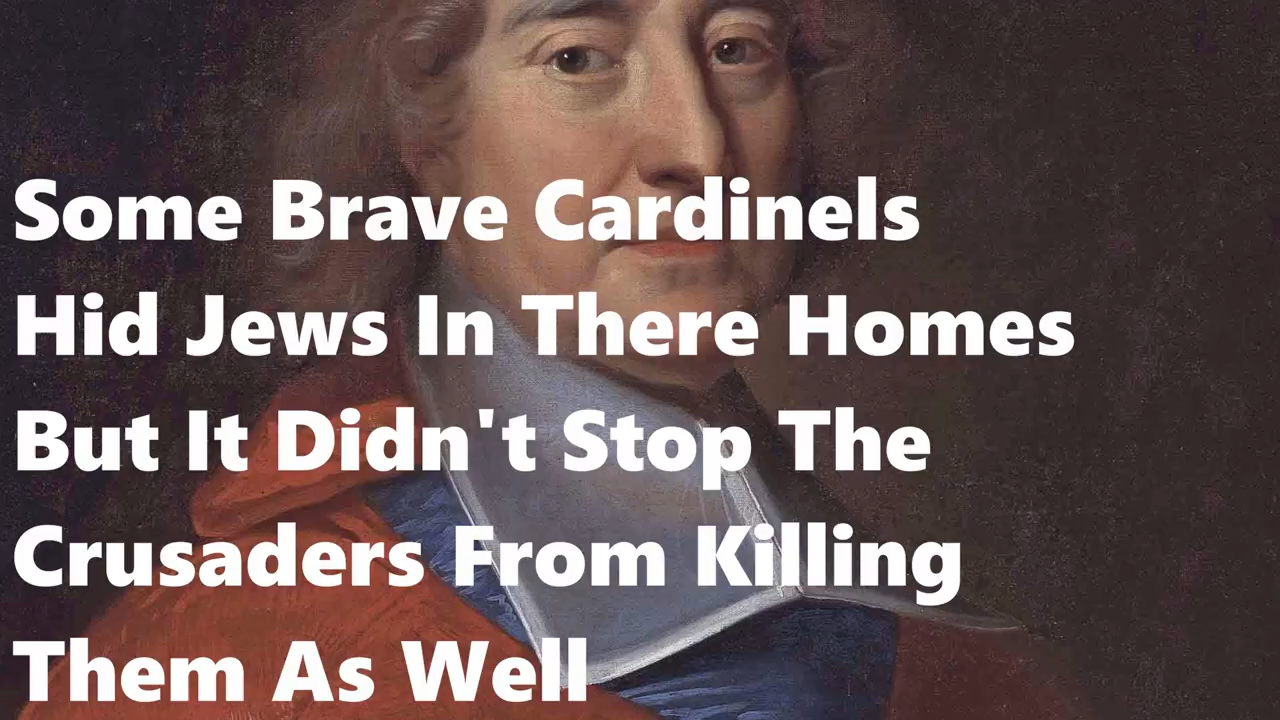 Some Brave Cardinels
Hid Jews In There Homes
But It Didn't Stop The
Crusaders From Killing
Them As Well